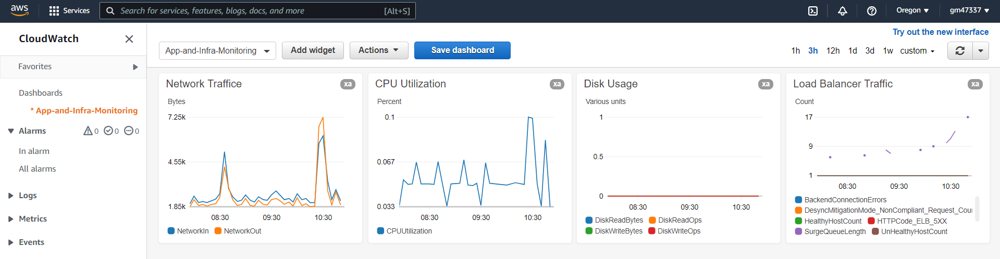 aws
Services
Search for services, features, blogs, docs, and more
[Alt+S]
Oregon
gm47337
CloudWatch
Favorites
Dashboards
* App-and-Infra-Monitoring
Alarms
0
0
0
In alarm
All alarms
Logs
Metrics
Events
Try out the new interface
App-and-Infra-Monitoring
Add widget
Actions
Save dashboard
1h 3h 12h 1d 3d 1w custom
Network Traffice
xa
Bytes
7.25k
4.55k
1.85k
08:30 09:30 10:30
NetworkIn NetworkOut
CPU Utilization
xa
Percent
0.1
0.067
0.033
08:30 09:30 10:30
CPUUtilization
Disk Usage
xa
Various units
1
0.5
0
08:30 09:30 10:30
DiskReadBytes DiskReadOps
DiskWriteBytes DiskWriteOps
Load Balancer Traffic
xa
Count
17
9
1
08:30 09:30 10:30
BackendConnectionErrors
DesyncMitigationMode_NonCompliant_Request_Cou
HealthyHostCount HTTPCode_ELB_5XX
SurgeQueueLength UnHealthyHostCount